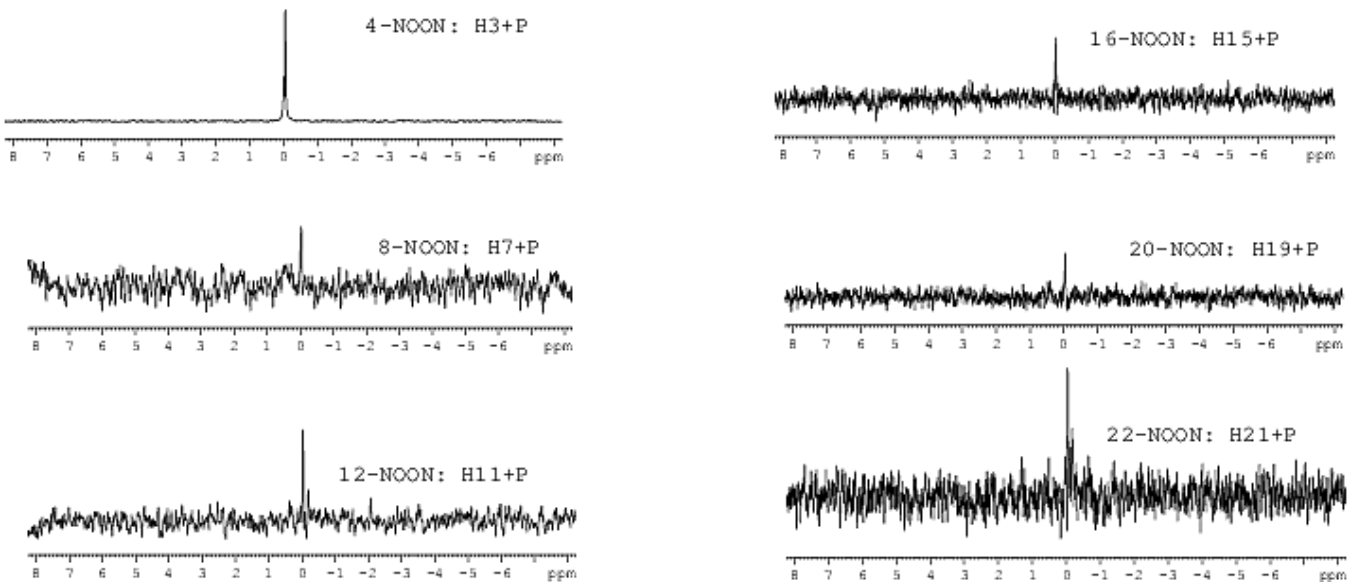 4-NOON: H3+P
8 7 6 5 4 3 2 1 0 -1 -2 -3 -4 -5 -6 ppm
8-NOON: H7+P
8 7 6 5 4 3 2 1 0 -1 -2 -3 -4 -5 -6 ppm
12-NOON: H11+P
8 7 6 5 4 3 2 1 0 -1 -2 -3 -4 -5 -6 ppm
16-NOON: H15+P
8 7 6 5 4 3 2 1 0 -1 -2 -3 -4 -5 -6 ppm
20-NOON: H19+P
8 7 6 5 4 3 2 1 0 -1 -2 -3 -4 -5 -6 ppm
22-NOON: H21+P
8 7 6 5 4 3 2 1 0 -1 -2 -3 -4 -5 -6 ppm